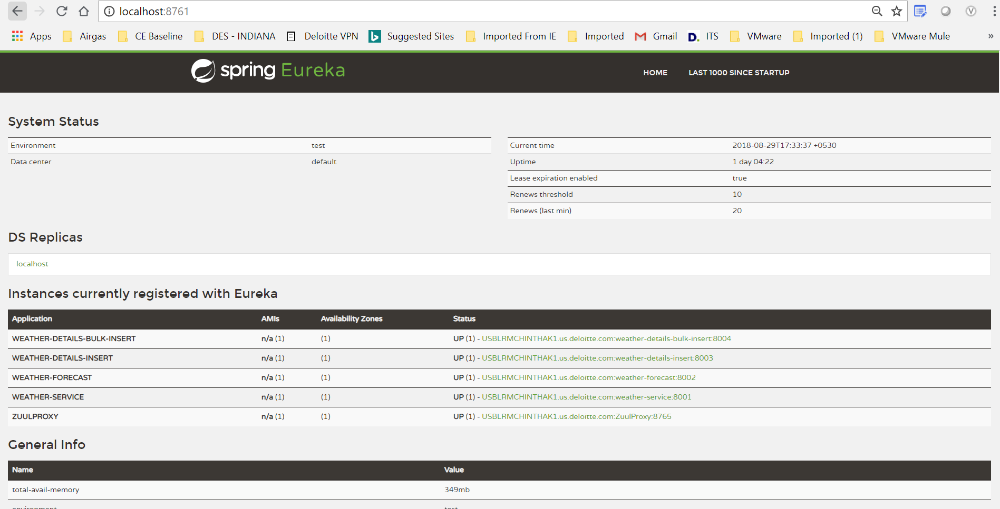 localhost:8761
Apps Airgas CE Baseline DES - INDIANA Deloitte VPN b Suggested Sites Imported From IE Imported Gmail D. ITS VMware Imported (1) VMware Mule »
spring Eureka HOME LAST 1000 SINCE STARTUP
System Status
Environment test Current time 2018-08-29T17:33:37 +0530
Data center default Uptime 1 day 04:22
Lease expiration enabled true
Renews threshold 10
Renews (last min) 20
DS Replicas
localhost
Instances currently registered with Eureka
Application AMIs Availability Zones Status
WEATHER-DETAILS-BULK-INSERT n/a (1) (1) UP (1) - USBLRMCHINTHAK1.us.deloitte.com:weather-details-bulk-insert:8004
WEATHER-DETAILS-INSERT n/a (1) (1) UP (1) - USBLRMCHINTHAK1.us.deloitte.com:weather-details-insert:8003
WEATHER-FORECAST n/a (1) (1) UP (1) - USBLRMCHINTHAK1.us.deloitte.com:weather-forecast:8002
WEATHER-SERVICE n/a (1) (1) UP (1) - USBLRMCHINTHAK1.us.deloitte.com:weather-service:8001
ZUULPROXY n/a (1) (1) UP (1) - USBLRMCHINTHAK1.us.deloitte.com:ZuulProxy:8765
General Info
Name Value
total-avail-memory 349mb
environment test